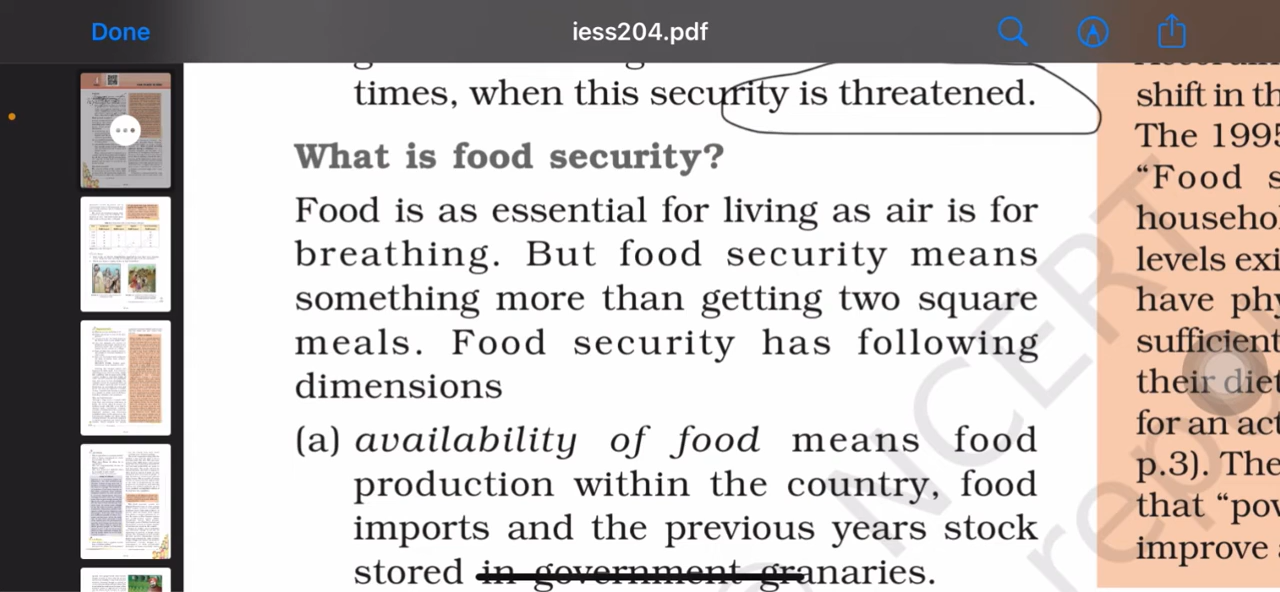 Done
iess204.pdf
times, when this security is threatened.
What is food security?
Food is as essential for living as air is for
breathing. But food security means
something more than getting two square
meals. Food security has following
dimensions
(a) availability of food means food
production within the country, food
imports and the previous years stock
stored in government granaries.
shift in th
The 1995
“Food s
househo
levels exi
have phy
sufficient
their diet
for an act
p.3). The
that “pov
improve
NCERT